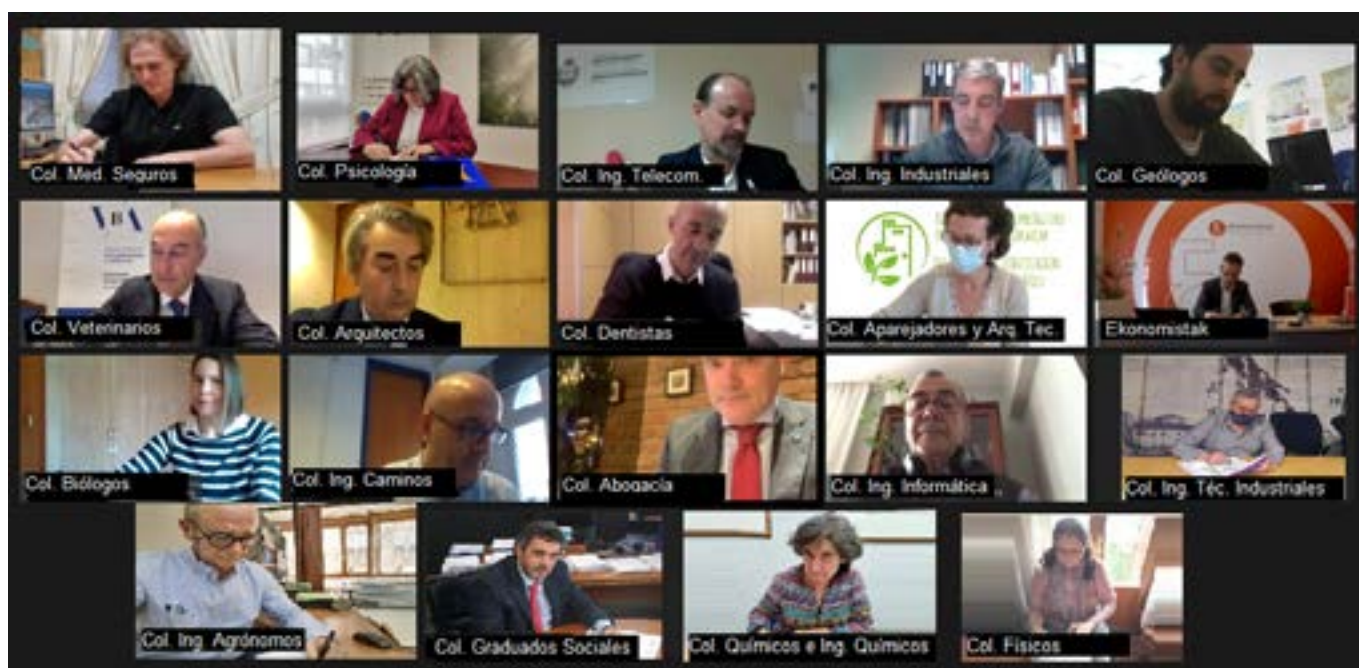 Col. Med. Seguros
Col. Psicología
Col. Ing. Telecom.
Col. Ing. Industriales
Col. Geólogos
VBA
Col. Veterinarios
Col. Arquitectos
Col. Dentistas
Col. Aparejadores y Arq. Tec.
Ekonomistak
Col. Biólogos
Col. Ing. Caminos
Col. Abogacía
Col. Ing. Informática
Col. Ing. Téc. Industriales
Col. Ing. Agrónomos
Col. Graduados Sociales
Col. Químicos e Ing. Químicos
Col. Físicos